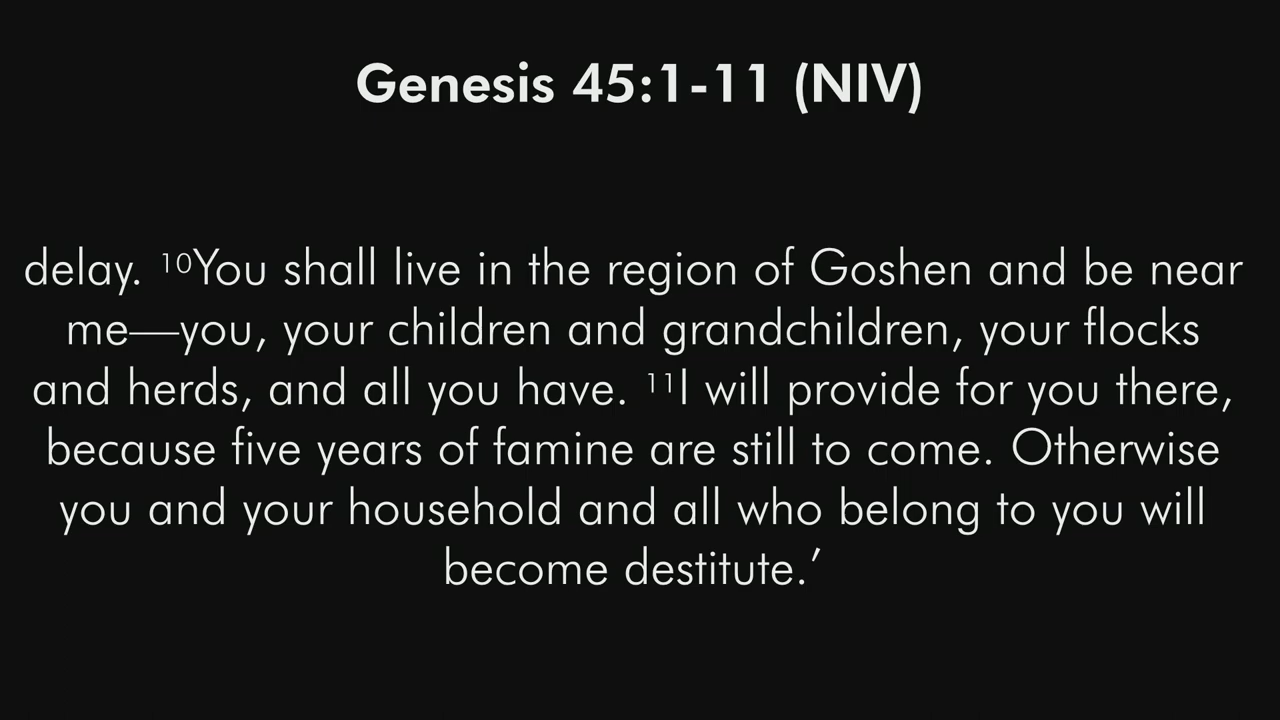 Genesis 45:1-11 (NIV)
delay. ¹⁰You shall live in the region of Goshen and be near
me—you, your children and grandchildren, your flocks
and herds, and all you have. ¹¹I will provide for you there,
because five years of famine are still to come. Otherwise
you and your household and all who belong to you will
become destitute.’